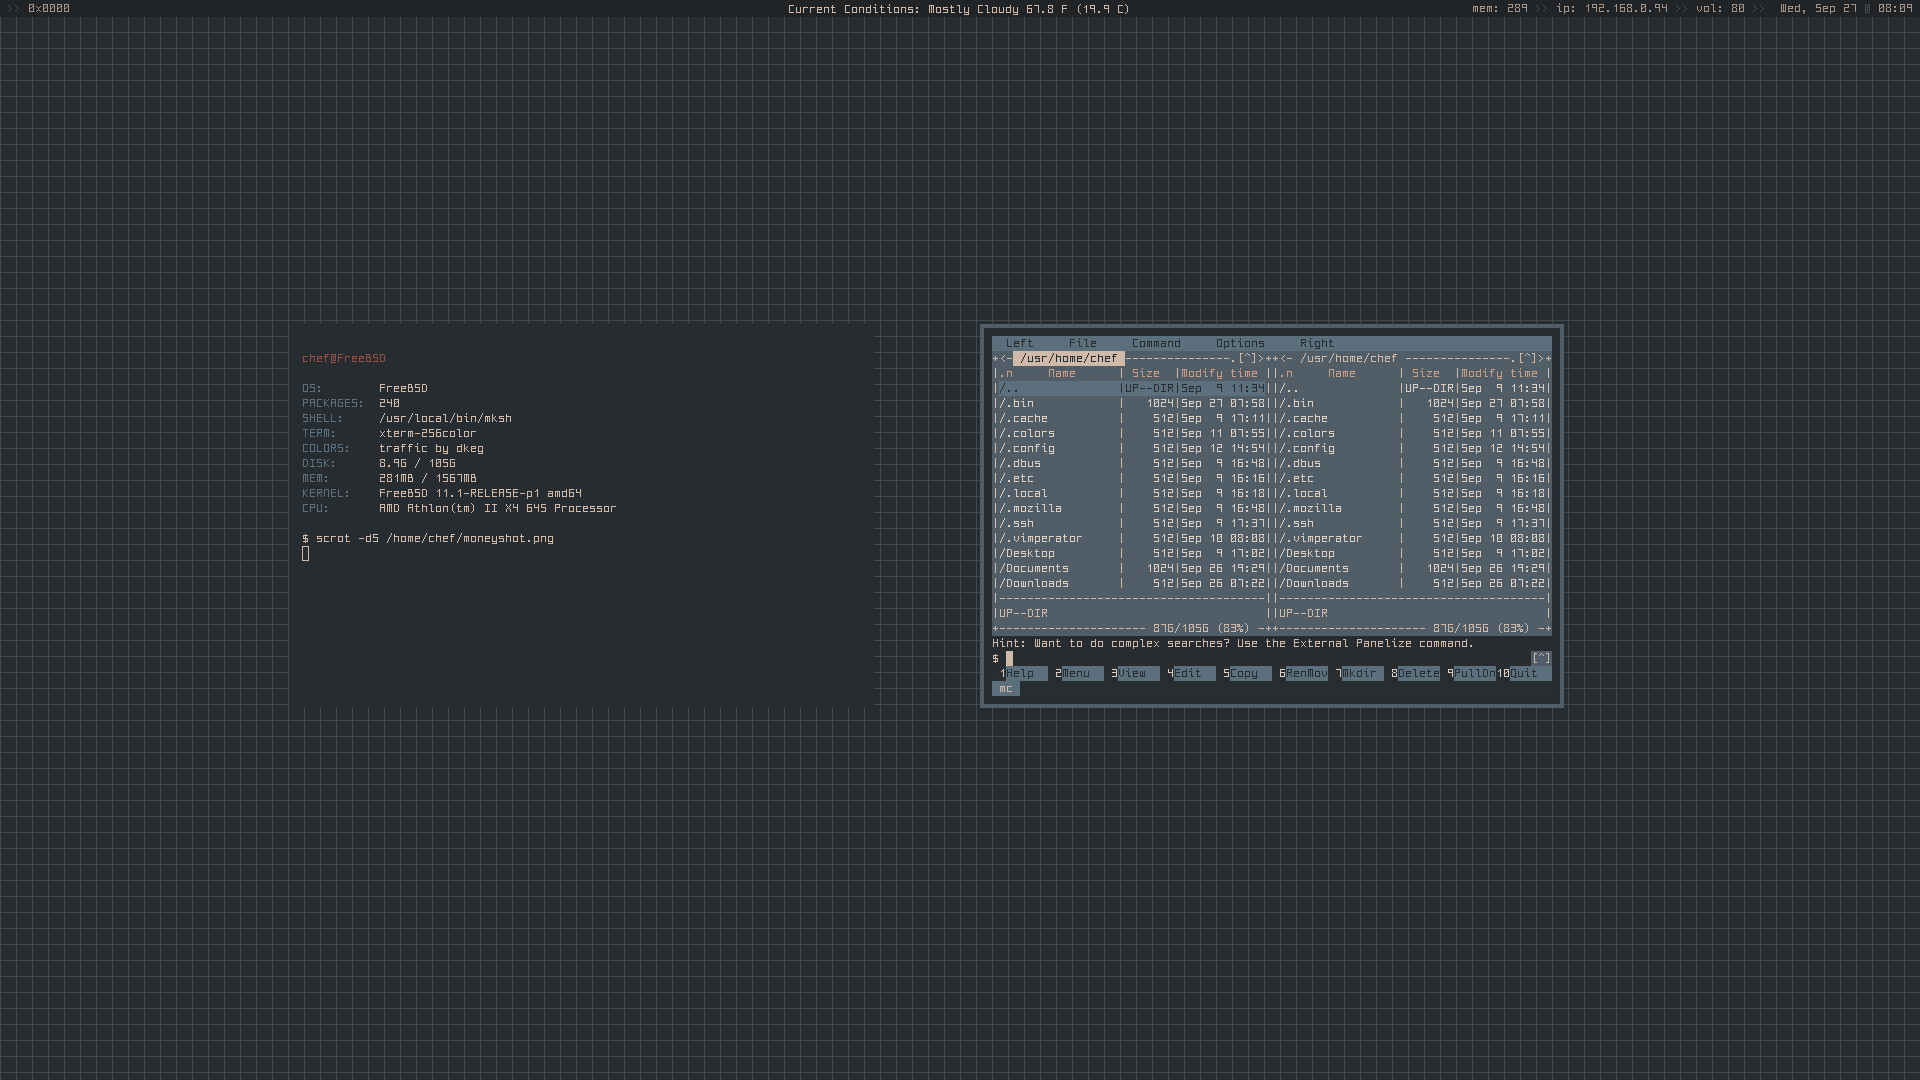 >> 0x0000
Current Conditions: Mostly Cloudy 67.8 F (19.9 C)
mem: 289 >> ip: 192.168.0.94 >> vol: 80 >> Wed, Sep 27 @ 08:09
chef@FreeBSD
OS: FreeBSD
PACKAGES: 240
SHELL: /usr/local/bin/mksh
TERM: xterm-256color
COLORS: traffic by dkeg
DISK: 8.9G / 105G
MEM: 281MB / 1567MB
KERNEL: FreeBSD 11.1-RELEASE-p1 amd64
CPU: AMD Athlon(tm) II X4 645 Processor
$ scrot -d5 /home/chef/moneyshot.png
Left File Command Options Right
+<- /usr/home/chef ---------------.[^]>++<- /usr/home/chef ---------------.[^]>+
|.n Name | Size |Modify time ||.n Name | Size |Modify time |
|/.. |UP--DIR|Sep 9 11:34||/.. |UP--DIR|Sep 9 11:34|
|/.bin | 1024|Sep 27 07:58||/.bin | 1024|Sep 27 07:58|
|/.cache | 512|Sep 9 17:11||/.cache | 512|Sep 9 17:11|
|/.colors | 512|Sep 11 07:55||/.colors | 512|Sep 11 07:55|
|/.config | 512|Sep 12 14:54||/.config | 512|Sep 12 14:54|
|/.dbus | 512|Sep 9 16:48||/.dbus | 512|Sep 9 16:48|
|/.etc | 512|Sep 9 16:16||/.etc | 512|Sep 9 16:16|
|/.local | 512|Sep 9 16:18||/.local | 512|Sep 9 16:18|
|/.mozilla | 512|Sep 9 16:48||/.mozilla | 512|Sep 9 16:48|
|/.ssh | 512|Sep 9 17:37||/.ssh | 512|Sep 9 17:37|
|/.vimperator | 512|Sep 10 08:08||/.vimperator | 512|Sep 10 08:08|
|/Desktop | 512|Sep 9 17:02||/Desktop | 512|Sep 9 17:02|
|/Documents | 1024|Sep 26 19:29||/Documents | 1024|Sep 26 19:29|
|/Downloads | 512|Sep 26 07:22||/Downloads | 512|Sep 26 07:22|
|--------------------------------------||--------------------------------------|
|UP--DIR ||UP--DIR |
+--------------------- 87G/105G (83%) -++--------------------- 87G/105G (83%) -+
Hint: Want to do complex searches? Use the External Panelize command.
$ [^]
1Help 2Menu 3View 4Edit 5Copy 6RenMov 7Mkdir 8Delete 9PullDn10Quit
mc